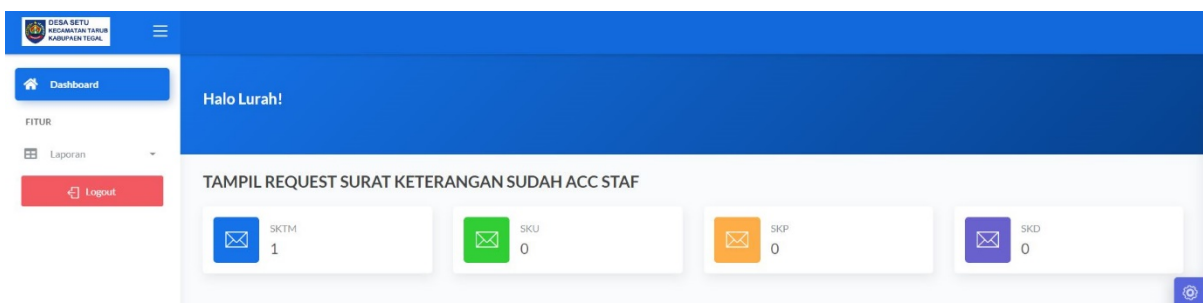 DESA SETU
KECAMATAN TARUB
KABUPAEN TEGAL
Dashboard
FITUR
Laporan
Logout
Halo Lurah!
TAMPIL REQUEST SURAT KETERANGAN SUDAH ACC STAF
SKTM
1
SKU
0
SKP
0
SKD
0